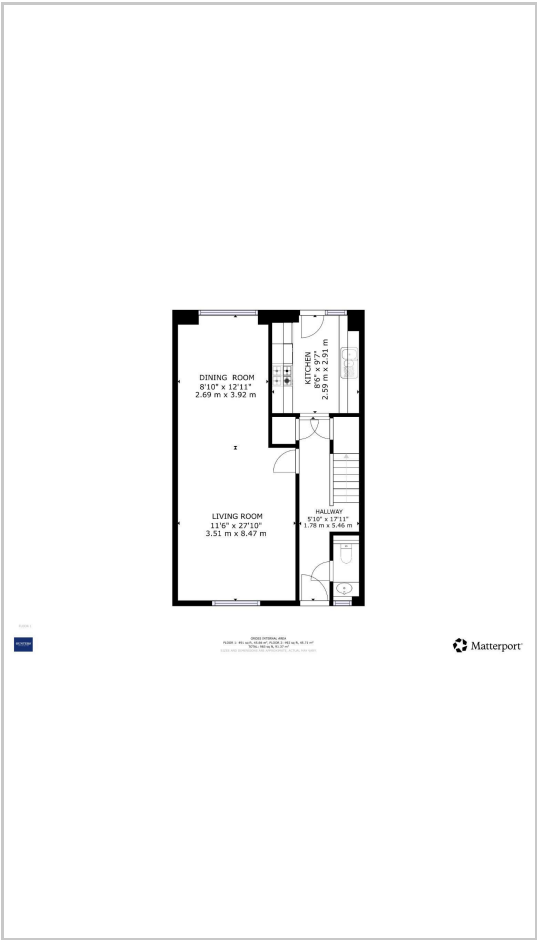 DINING ROOM
8'10" x 12'11"
2.69 m x 3.92 m
KITCHEN
8'6" x 9'7"
2.59 m x 2.91 m
LIVING ROOM
11'6" x 27'10"
3.51 m x 8.47 m
HALLWAY
5'10" x 17'11"
1.78 m x 5.46 m
GROSS INTERNAL AREA
Matterport